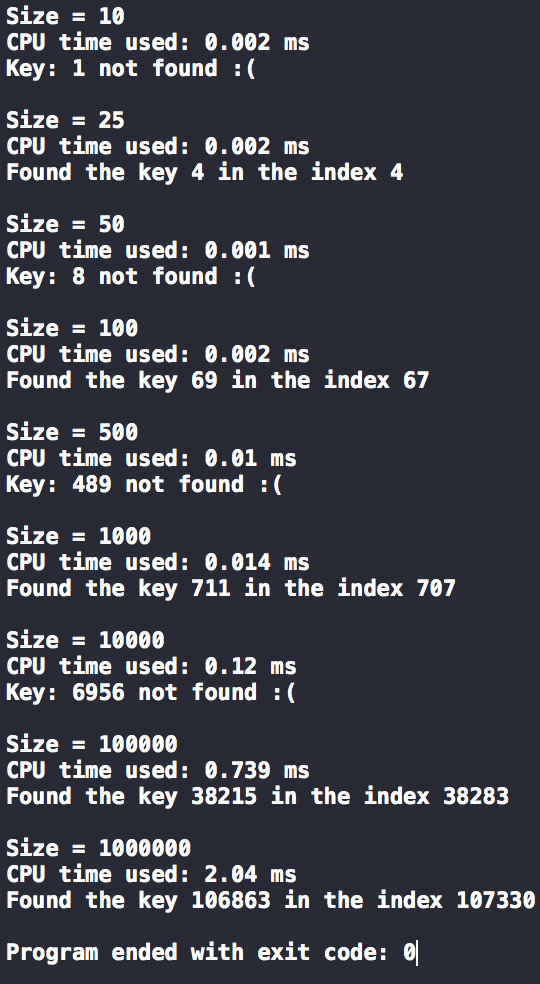 Size = 10
CPU time used: 0.002 ms
Key: 1 not found :(
Size = 25
CPU time used: 0.002 ms
Found the key 4 in the index 4
Size = 50
CPU time used: 0.001 ms
Key: 8 not found :(
Size = 100
CPU time used: 0.002 ms
Found the key 69 in the index 67
Size = 500
CPU time used: 0.01 ms
Key: 489 not found :(
Size = 1000
CPU time used: 0.014 ms
Found the key 711 in the index 707
Size = 10000
CPU time used: 0.12 ms
Key: 6956 not found :(
Size = 100000
CPU time used: 0.739 ms
Found the key 38215 in the index 38283
Size = 1000000
CPU time used: 2.04 ms
Found the key 106863 in the index 107330
Program ended with exit code: 0